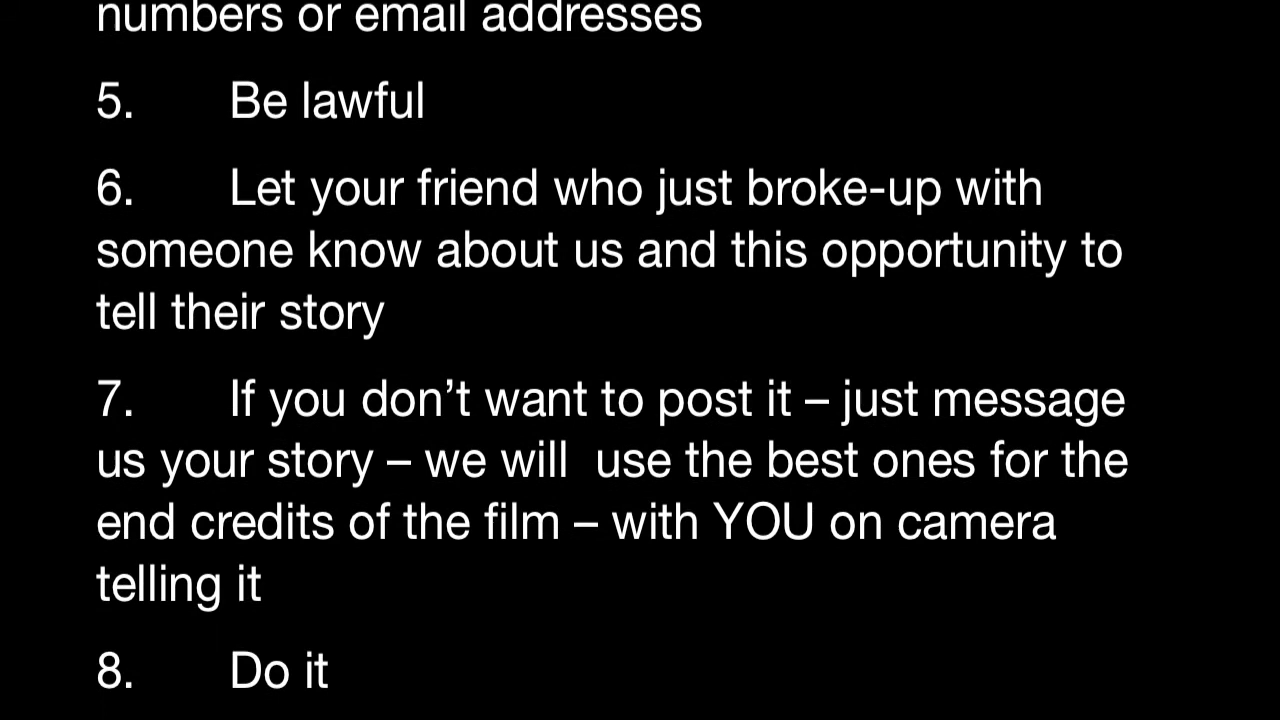 numbers or email addresses
5. Be lawful
6. Let your friend who just broke-up with
someone know about us and this opportunity to
tell their story
7. If you don’t want to post it – just message
us your story – we will  use the best ones for the
end credits of the film – with YOU on camera
telling it
8. Do it